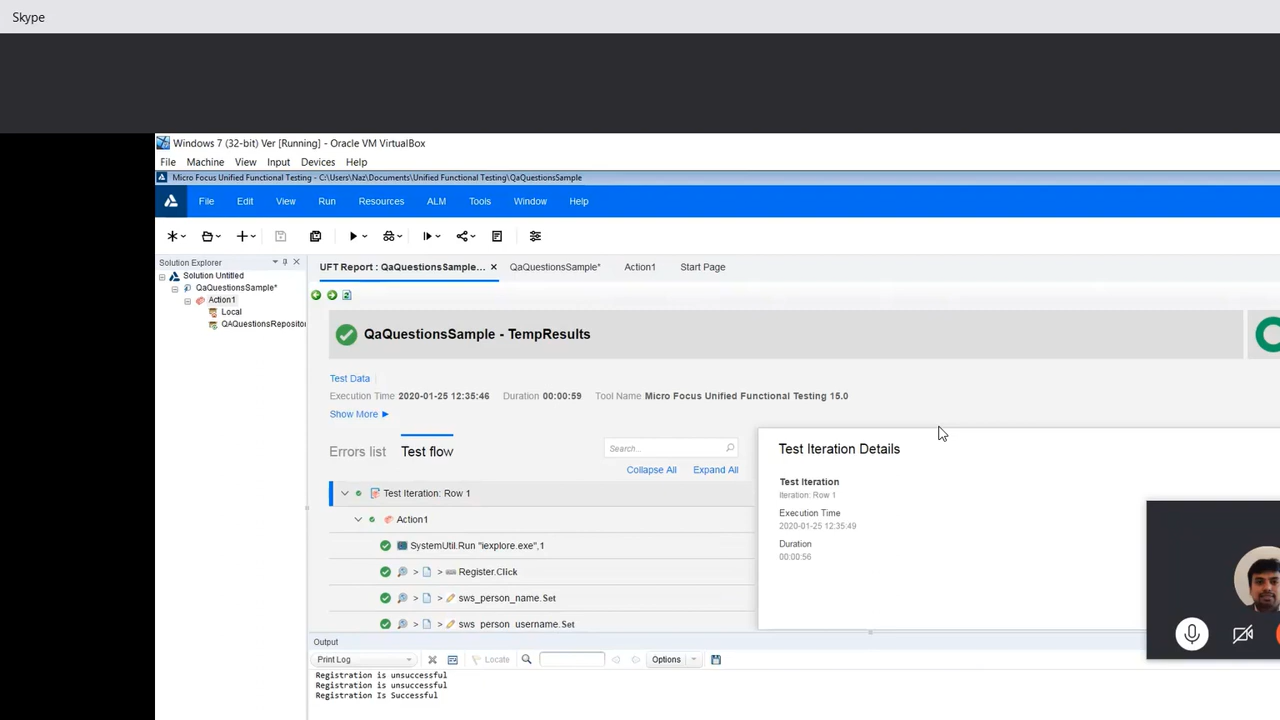 Skype
Windows 7 (32-bit) Ver [Running] - Oracle VM VirtualBox
File Machine View Input Devices Help
Micro Focus Unified Functional Testing - C:\Users\Naz\Documents\Unified Functional Testing\QaQuestionsSample
File Edit View Run Resources ALM Tools Window Help
Solution Explorer
Solution Untitled
QaQuestionsSample*
Action1
Local
QAQuestionsRepositor
UFT Report : QaQuestionsSample... QaQuestionsSample* Action1 Start Page
QaQuestionsSample - TempResults
Test Data
Execution Time 2020-01-25 12:35:46 Duration 00:00:59 Tool Name Micro Focus Unified Functional Testing 15.0
Show More
Errors list Test flow Search...
Collapse All Expand All
Test Iteration: Row 1
Action1
SystemUtil.Run "iexplore.exe",1
> > Register.Click
> > sws_person_name.Set
> > sws_person_username.Set
Test Iteration Details
Test Iteration
Iteration: Row 1
Execution Time
2020-01-25 12:35:49
Duration
00:00:56
Output
Print Log Locate Options
Registration is unsuccessful
Registration is unsuccessful
Registration Is Successful